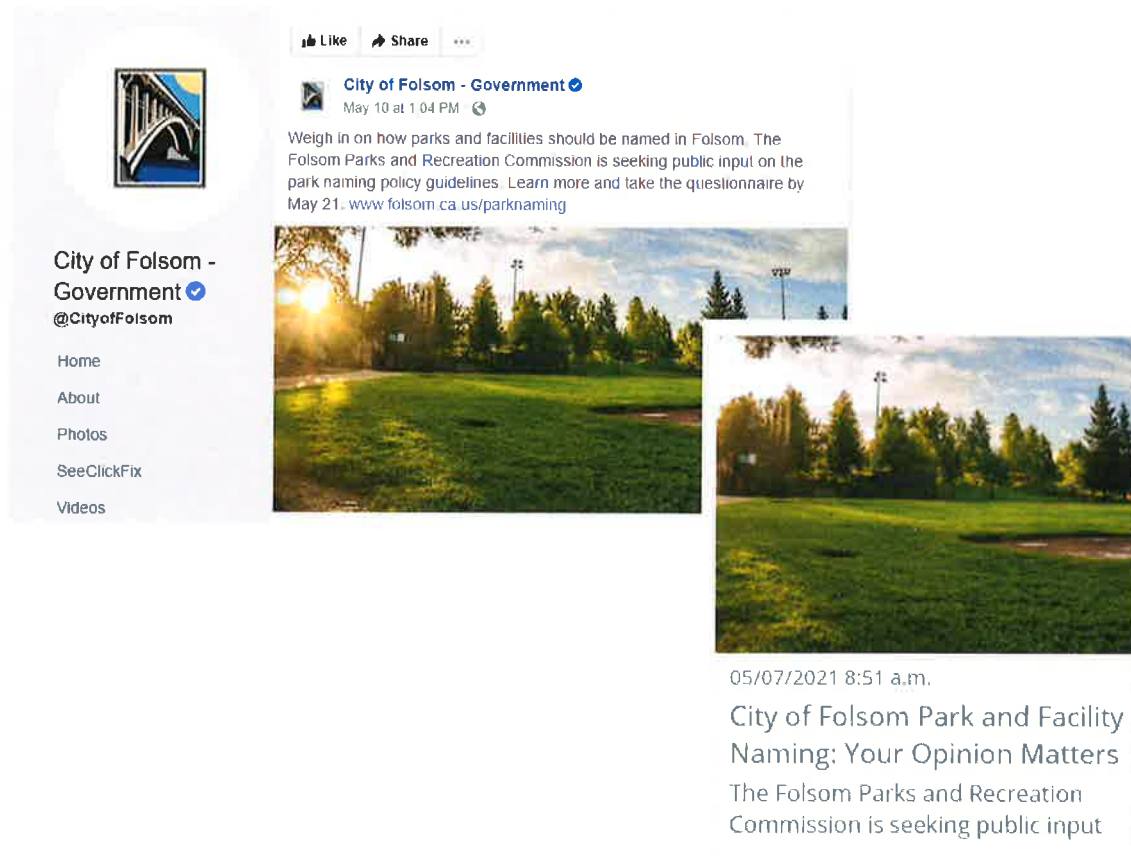 Like Share ...
City of Folsom - Government
May 10 at 1 04 PM
Weigh in on how parks and facilities should be named in Folsom. The
Folsom Parks and Recreation Commission is seeking public input on the
park naming policy guidelines. Learn more and take the questionnaire by
May 21. www folsom.ca.us/parknaming
City of Folsom -
Government
@CityofFolsom
Home
About
Photos
SeeClickFix
Videos
05/07/2021 8:51 a.m.
City of Folsom Park and Facility
Naming: Your Opinion Matters
The Folsom Parks and Recreation
Commission is seeking public input